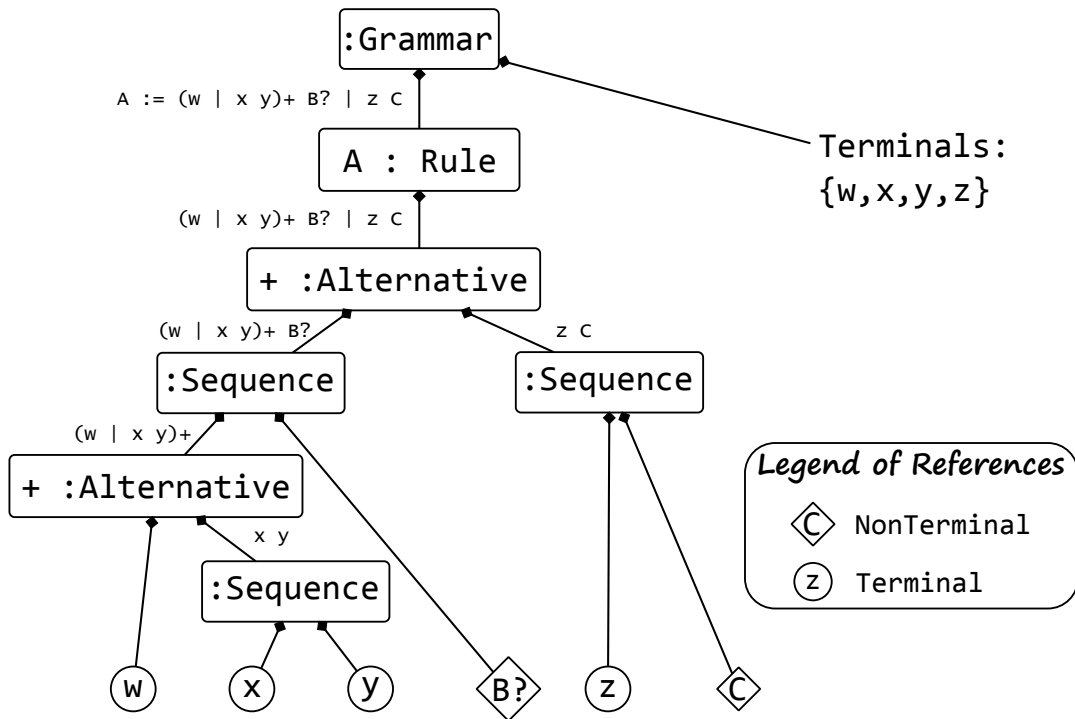 :Grammar
A := (w | x y)+ B? | z C
A : Rule
Terminals:
{w,x,y,z}
(w | x y)+ B? | z C
+ :Alternative
(w | x y)+ B?
z C
:Sequence
:Sequence
(w | x y)+
+ :Alternative
Legend of References
C NonTerminal
x y
:Sequence
z Terminal
w
x
y
B?
z
C